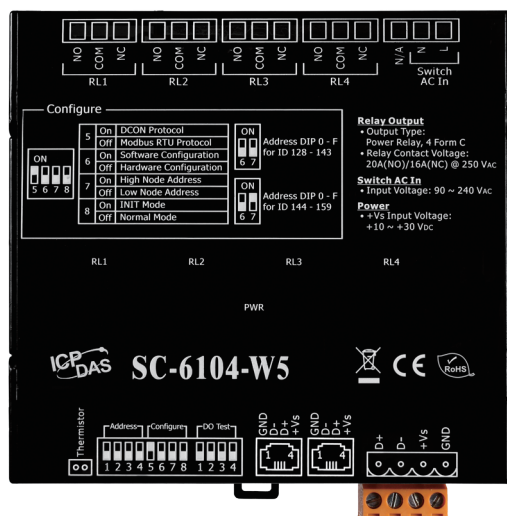 NO COM NC NO COM NC NO COM NC NO COM NC N/A N L
RL1 RL2 RL3 RL4 Switch AC In
Configure
ON
5 6 7 8
5 On DCON Protocol
Off Modbus RTU Protocol
6 On Software Configuration
Off Hardware Configuration
7 On High Node Address
Off Low Node Address
8 On INIT Mode
Off Normal Mode
ON
6 7
Address DIP 0 - F
for ID 128 - 143
ON
6 7
Address DIP 0 - F
for ID 144 - 159
Relay Output
• Output Type:
Power Relay, 4 Form C
• Relay Contact Voltage:
20A(NO)/16A(NC) @ 250 VAC
Switch AC In
• Input Voltage: 90 ~ 240 VAC
Power
• +Vs Input Voltage:
+10 ~ +30 VDC
RL1 RL2 RL3 RL4
PWR
ICP DAS SC-6104-W5
CE RoHS
Thermistor
Address Configure DO Test
1 2 3 4 5 6 7 8 1 2 3 4
GND D- D+ +Vs
1 4
GND D- D+ +Vs
1 4
D+ D- +Vs GND